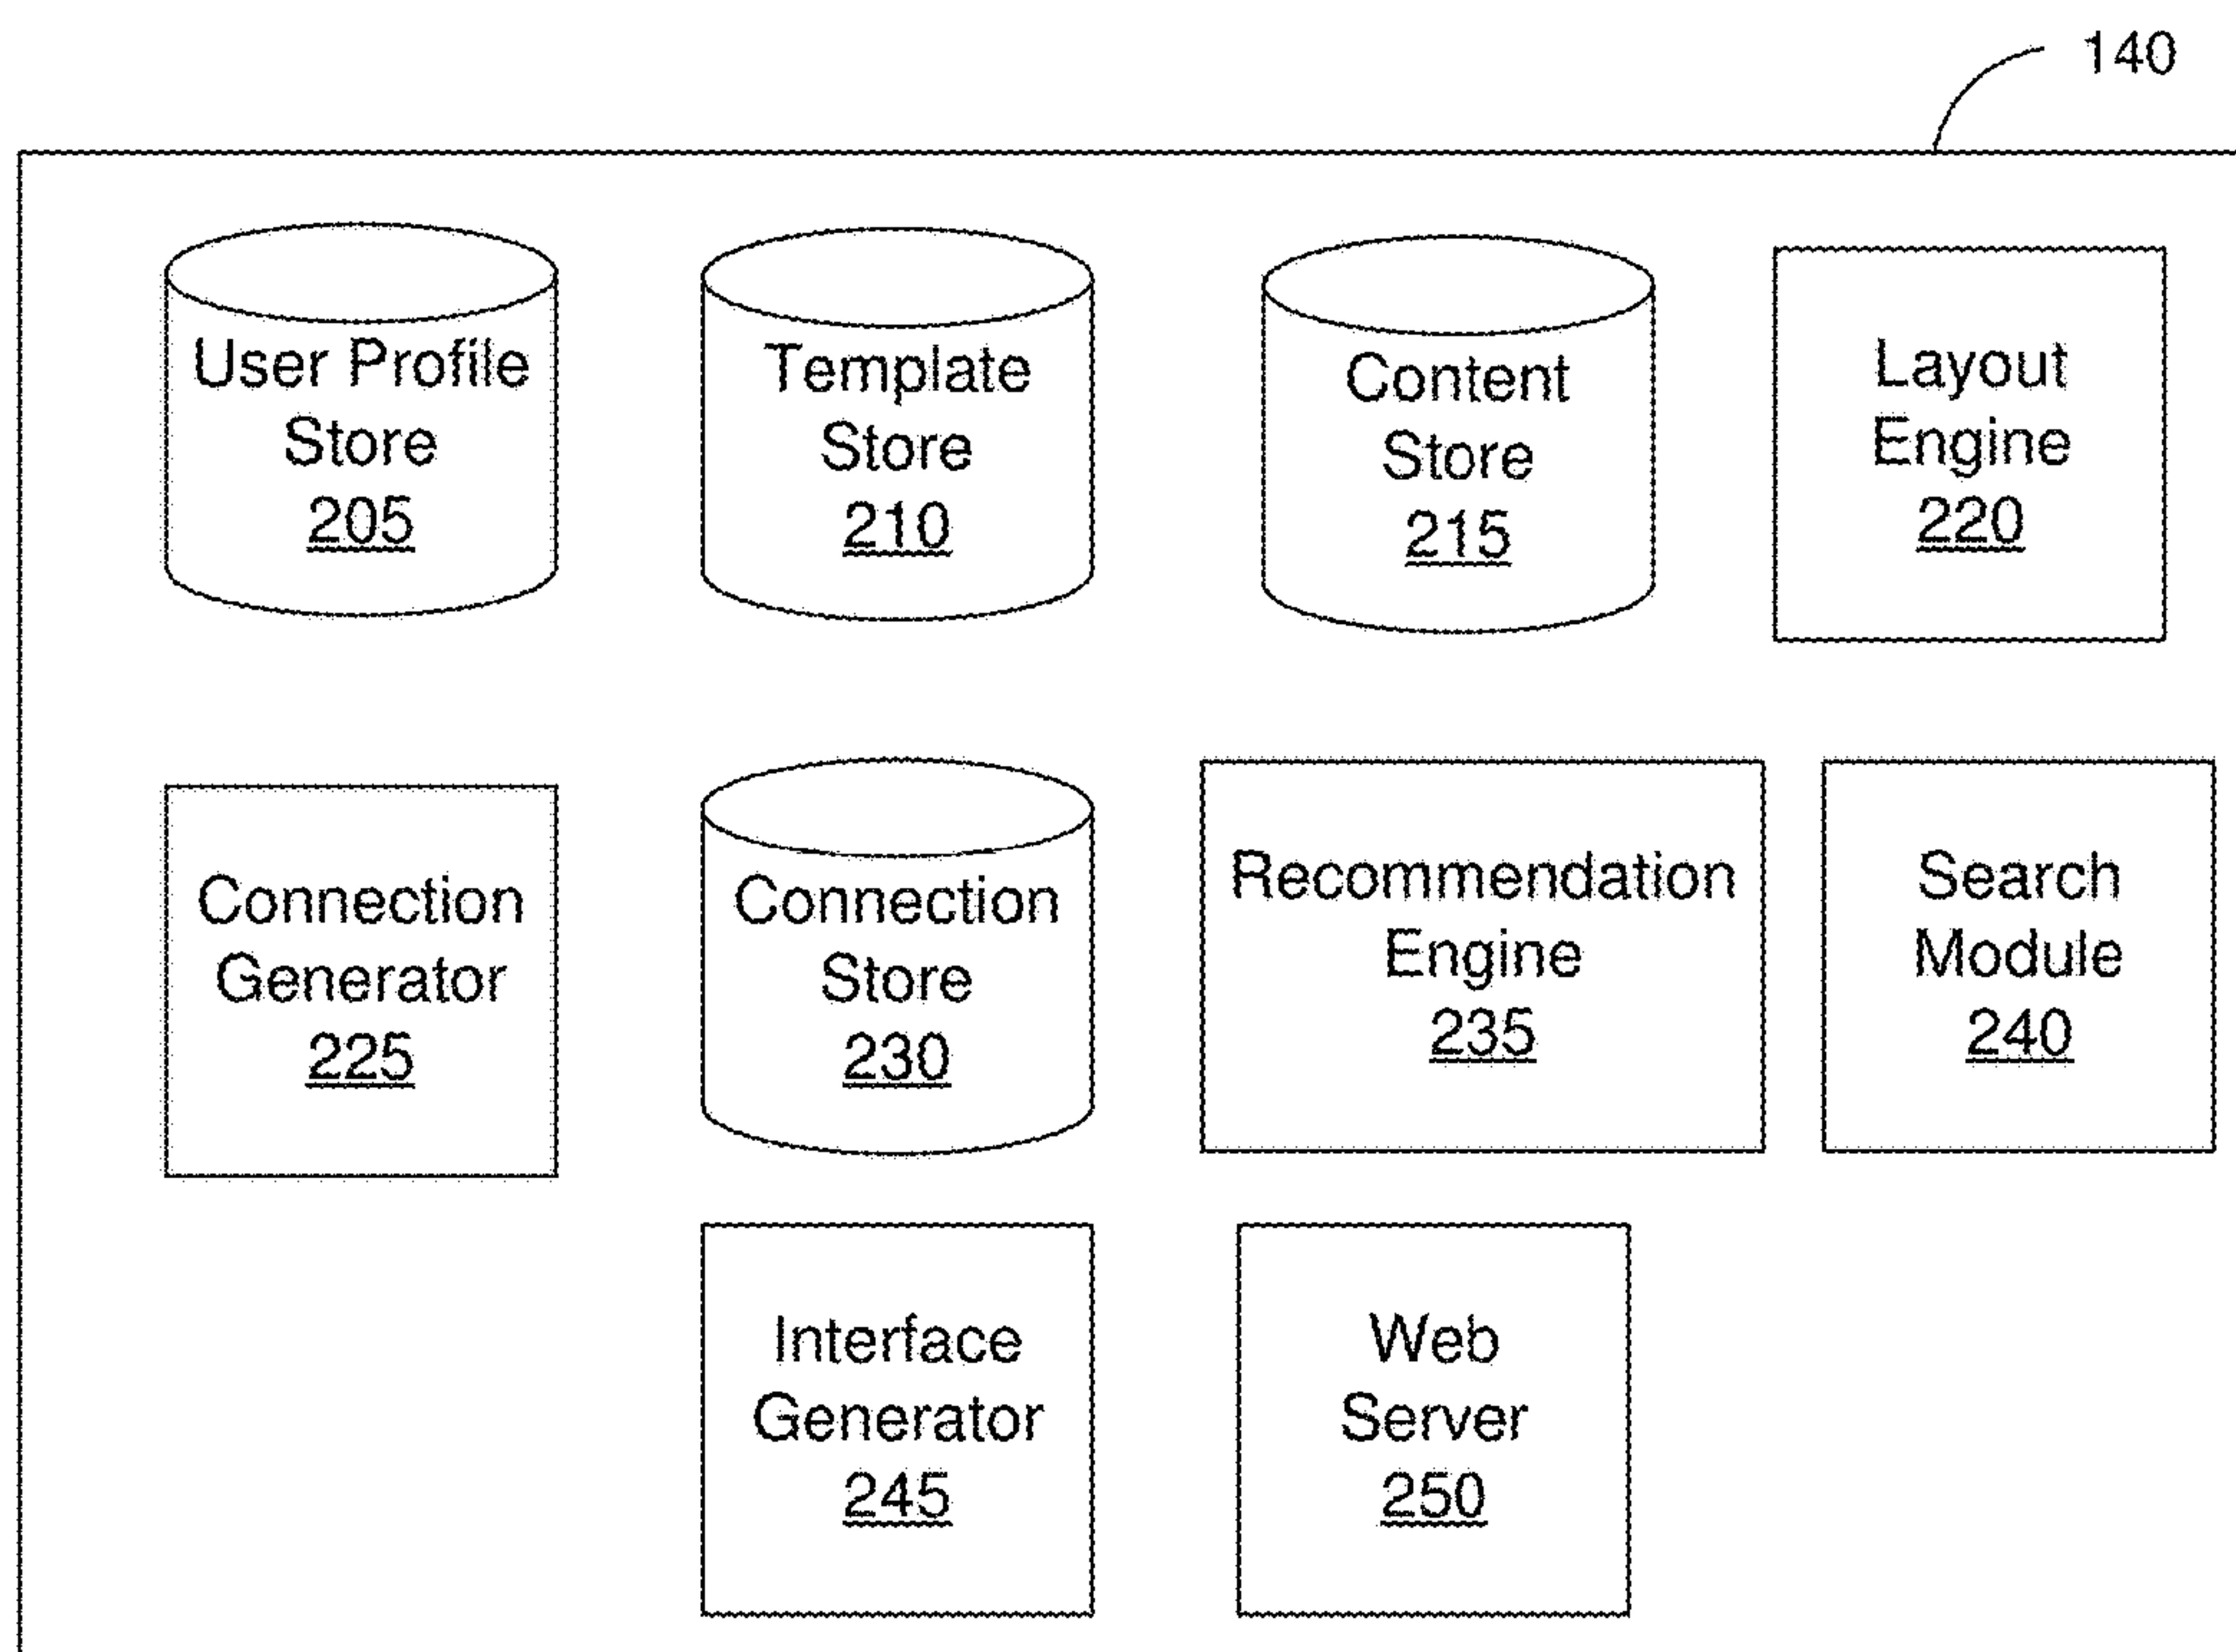 140
User Profile
Store
205
Template
Store
210
Content
Store
215
Layout
Engine
220
Connection
Generator
225
Connection
Store
230
Recommendation
Engine
235
Search
Module
240
Interface
Generator
245
Web
Server
250